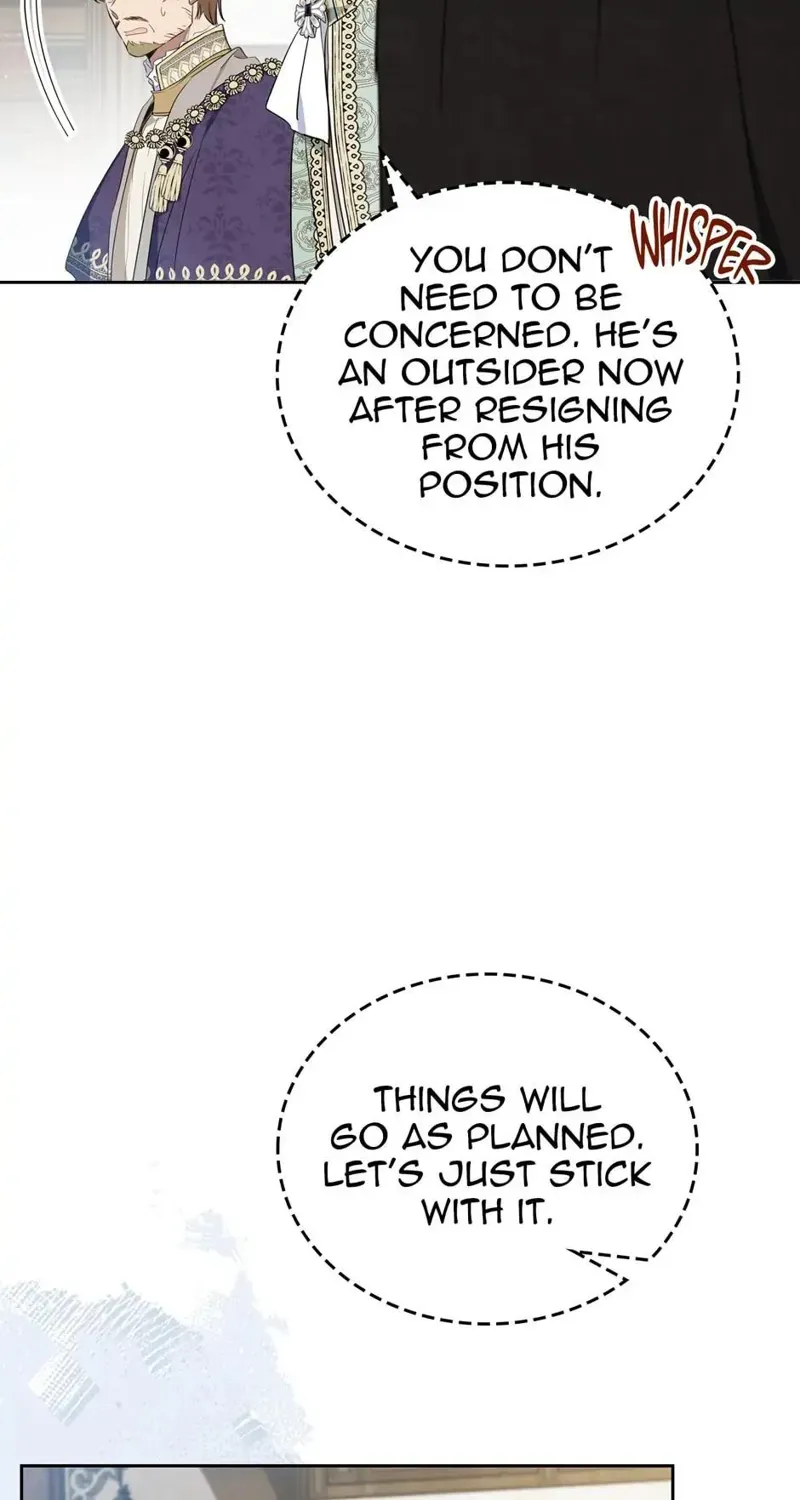 WHISPER
YOU DON'T
NEED TO BE
CONCERNED. HE'S
AN OUTSIDER NOW
AFTER RESIGNING
FROM HIS
POSITION.
THINGS WILL
GO AS PLANNED.
LET'S JUST STICK
WITH IT.